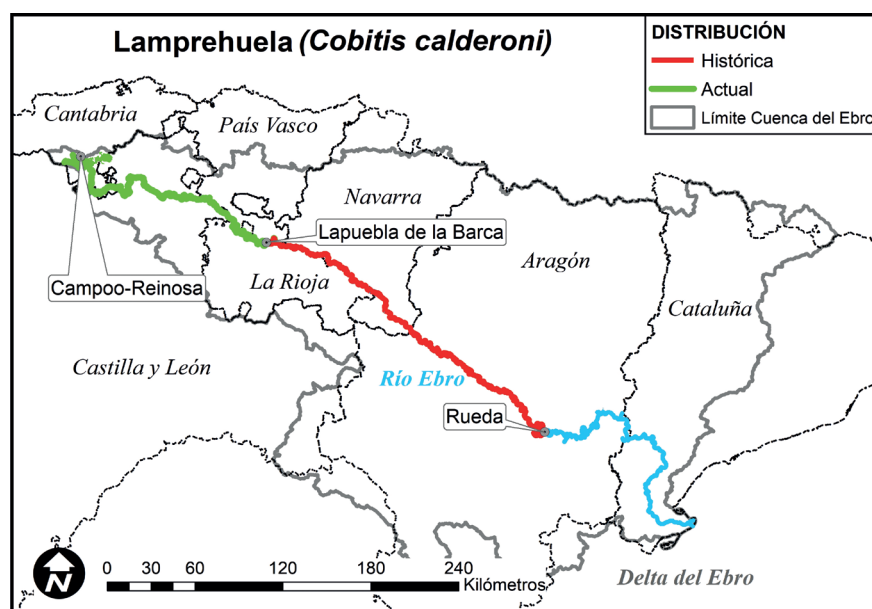 Lamprehuela (Cobitis calderoni)
DISTRIBUCIÓN
Histórica
Actual
Límite Cuenca del Ebro
Cantabria
País Vasco
Navarra
Lapuebla de la Barca
Campoo-Reinosa
La Rioja
Aragón
Cataluña
Castilla y León
Río Ebro
Rueda
N
0 15 30 60 120 180 240
Kilómetros
Delta del Ebro